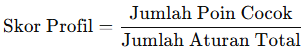 Skor Profil = Jumlah Poin Cocok / Jumlah Aturan Total